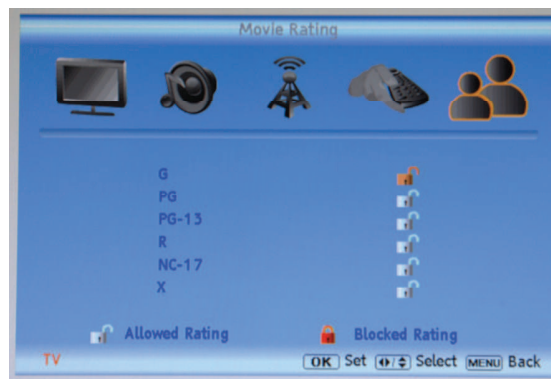 Movie Rating
G
PG
PG-13
R
NC-17
X
Allowed Rating Blocked Rating
TV OK Set Select MENU Back